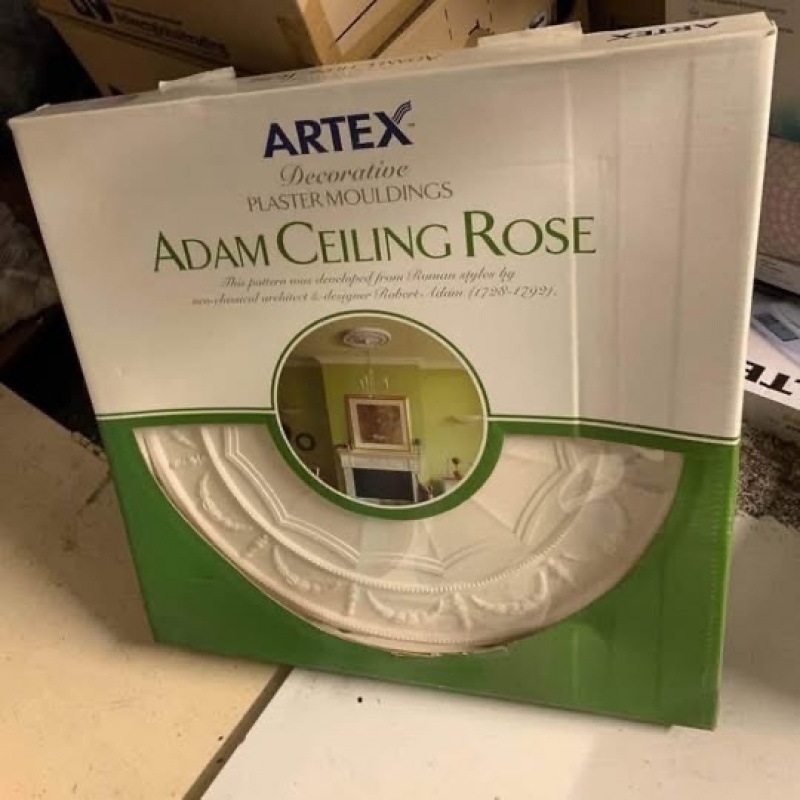 ARTEX
ARTEX™
Decorative
PLASTER MOULDINGS
ADAM CEILING ROSE
This pattern was developed from Roman styles by
neo-classical architect & designer Robert Adam (1728-1792).